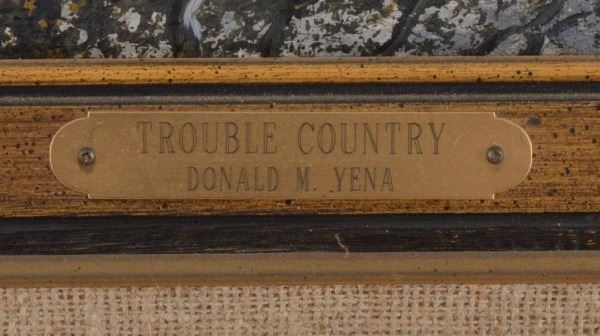 TROUBLE COUNTRY
DONALD M. YENA